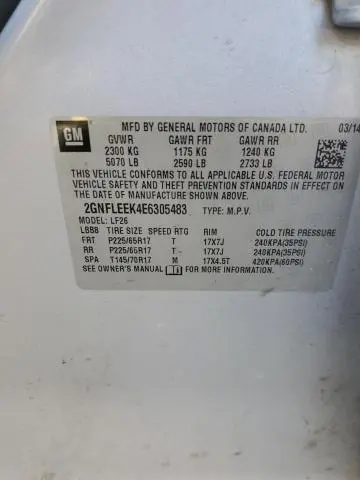 GM
MFD BY GENERAL MOTORS OF CANADA LTD. 03/14
GVWR GAWR FRT GAWR RR
2300 KG 1175 KG 1240 KG
5070 LB 2590 LB 2733 LB
THIS VEHICLE CONFORMS TO ALL APPLICABLE U.S. FEDERAL MOTOR
VEHICLE SAFETY AND THEFT PREVENTION STANDARDS IN EFFECT ON
THE DATE OF MANUFACTURE SHOWN ABOVE.
2GNFLEEK4E6305483 TYPE: M.P.V.
MODEL: LF26
LBBB TIRE SIZE SPEED RTG RIM
FRT P225/65R17 T 17X7J 240KPA(35PSI)
RR P225/65R17 T 17X7J 240KPA(35PSI)
SPA T145/70R17 M 17X4.5T 420KPA(60PSI)
SEE OWNER'S MANUAL FOR MORE INFORMATION.